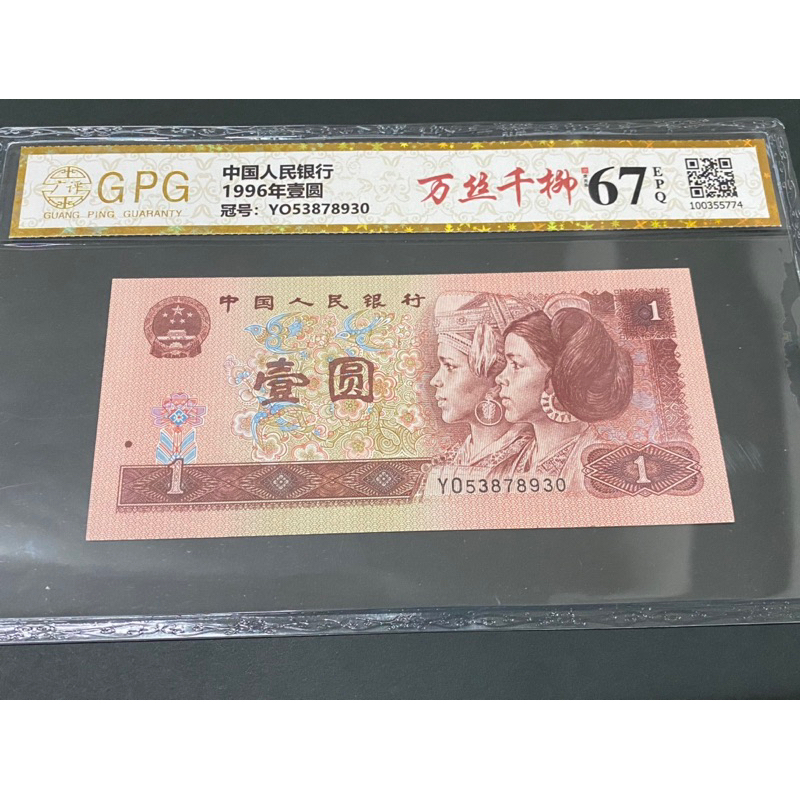 GPG
GUANG PING GUARANTY
中国人民银行
1996年壹圆
冠号：YO53878930
万丝千柳
67
EPQ
100355774
中国人民银行
1
壹圆
1
YO53878930
1